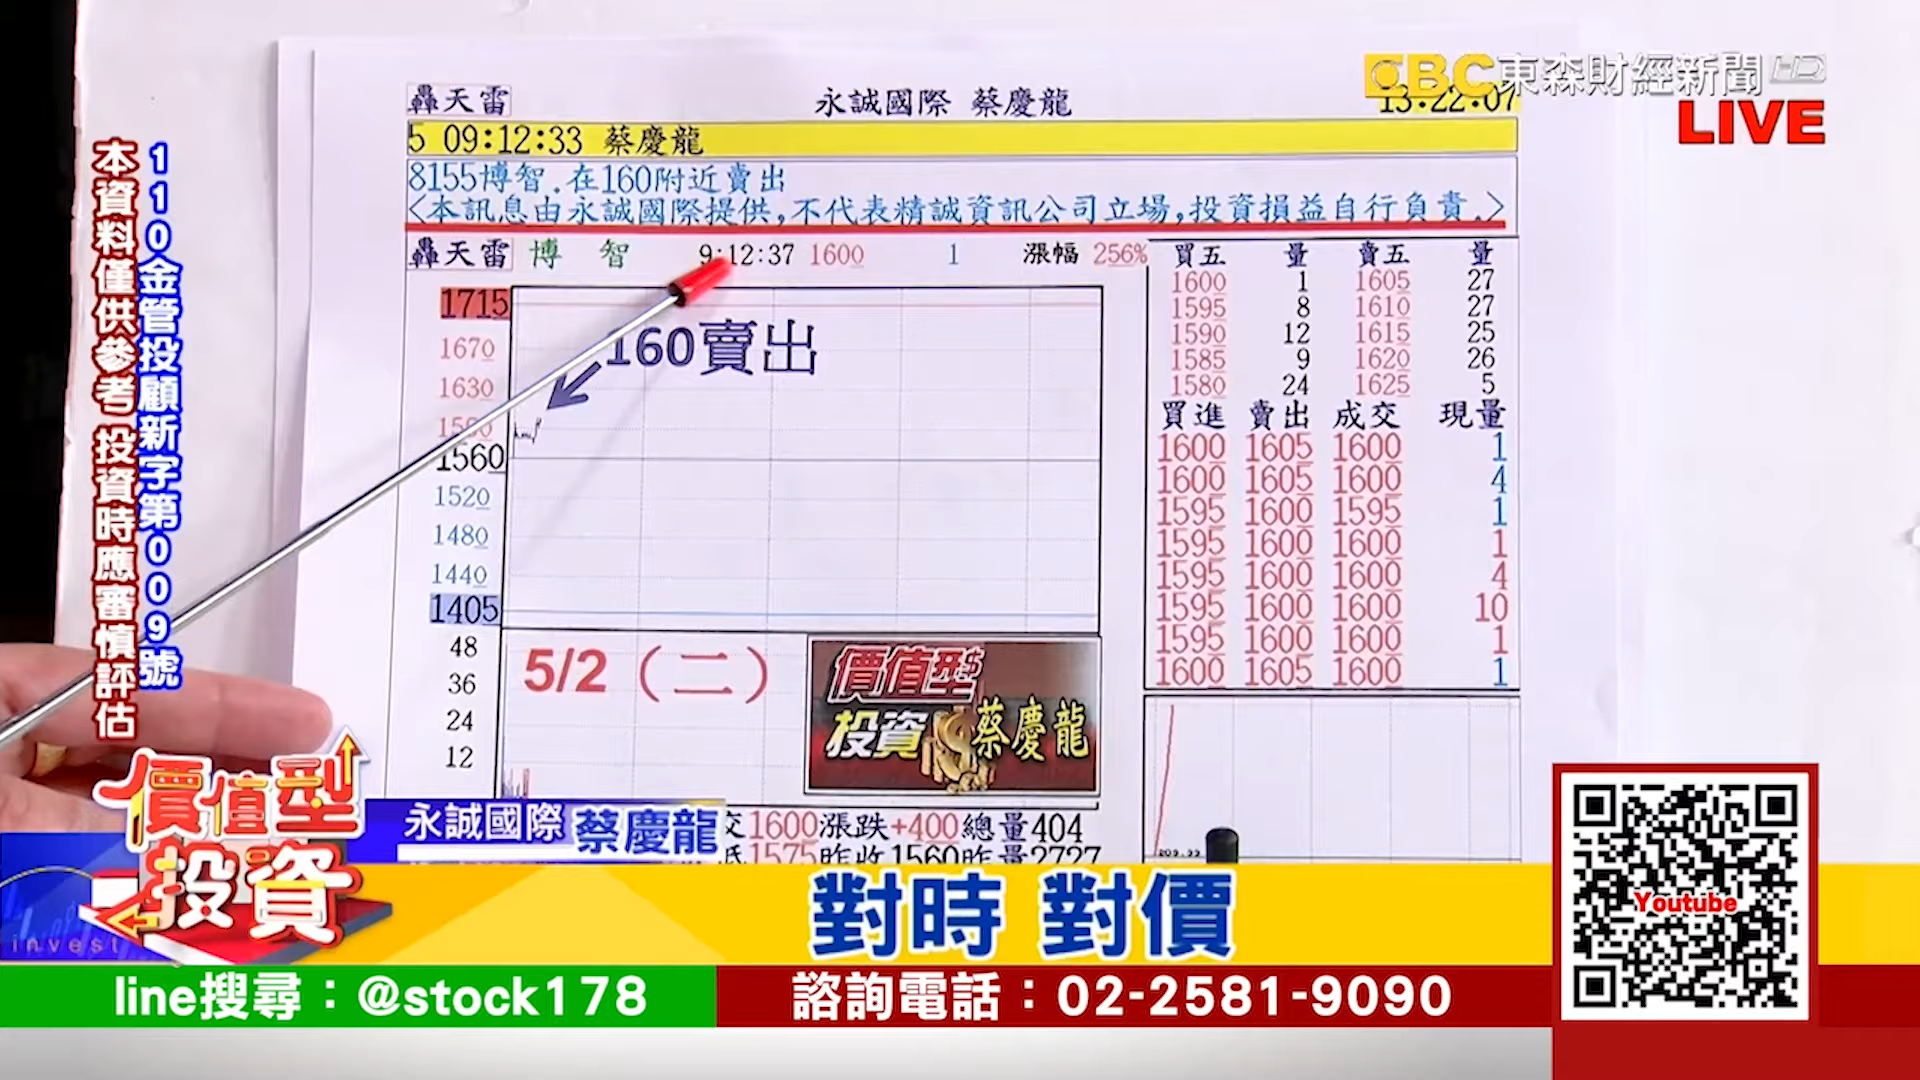 EBC東森財經新聞HD
LIVE
轟天雷 永誠國際 蔡慶龍 13:22:07
5 09:12:33 蔡慶龍
8155博智.在160附近賣出
<本訊息由永誠國際提供,不代表精誠資訊公司立場,投資損益自行負責.>
轟天雷 博 智 9:12:37 1600 1 漲幅 256%
買五 量 賣五 量
1600 1 1605 27
1595 8 1610 27
1590 12 1615 25
1585 9 1620 26
1580 24 1625 5
買進 賣出 成交 現量
1600 1605 1600 1
1600 1605 1600 4
1595 1600 1595 1
1595 1600 1600 1
1595 1600 1600 4
1595 1600 1600 10
1595 1600 1600 1
1600 1605 1600 1
1715
1670
1630
1560
1520
1480
1440
1405
48
36
24
12
160賣出
5/2（二）
價值型$
投資
蔡慶龍
1600漲跌+400總量404
1575昨收1560昨量2727
110金管投顧新字第009號
本資料僅供參考 投資時應審慎評估
價值型
投資
invest
永誠國際 蔡慶龍
對時 對價
line搜尋：@stock178
諮詢電話：02-2581-9090
Youtube